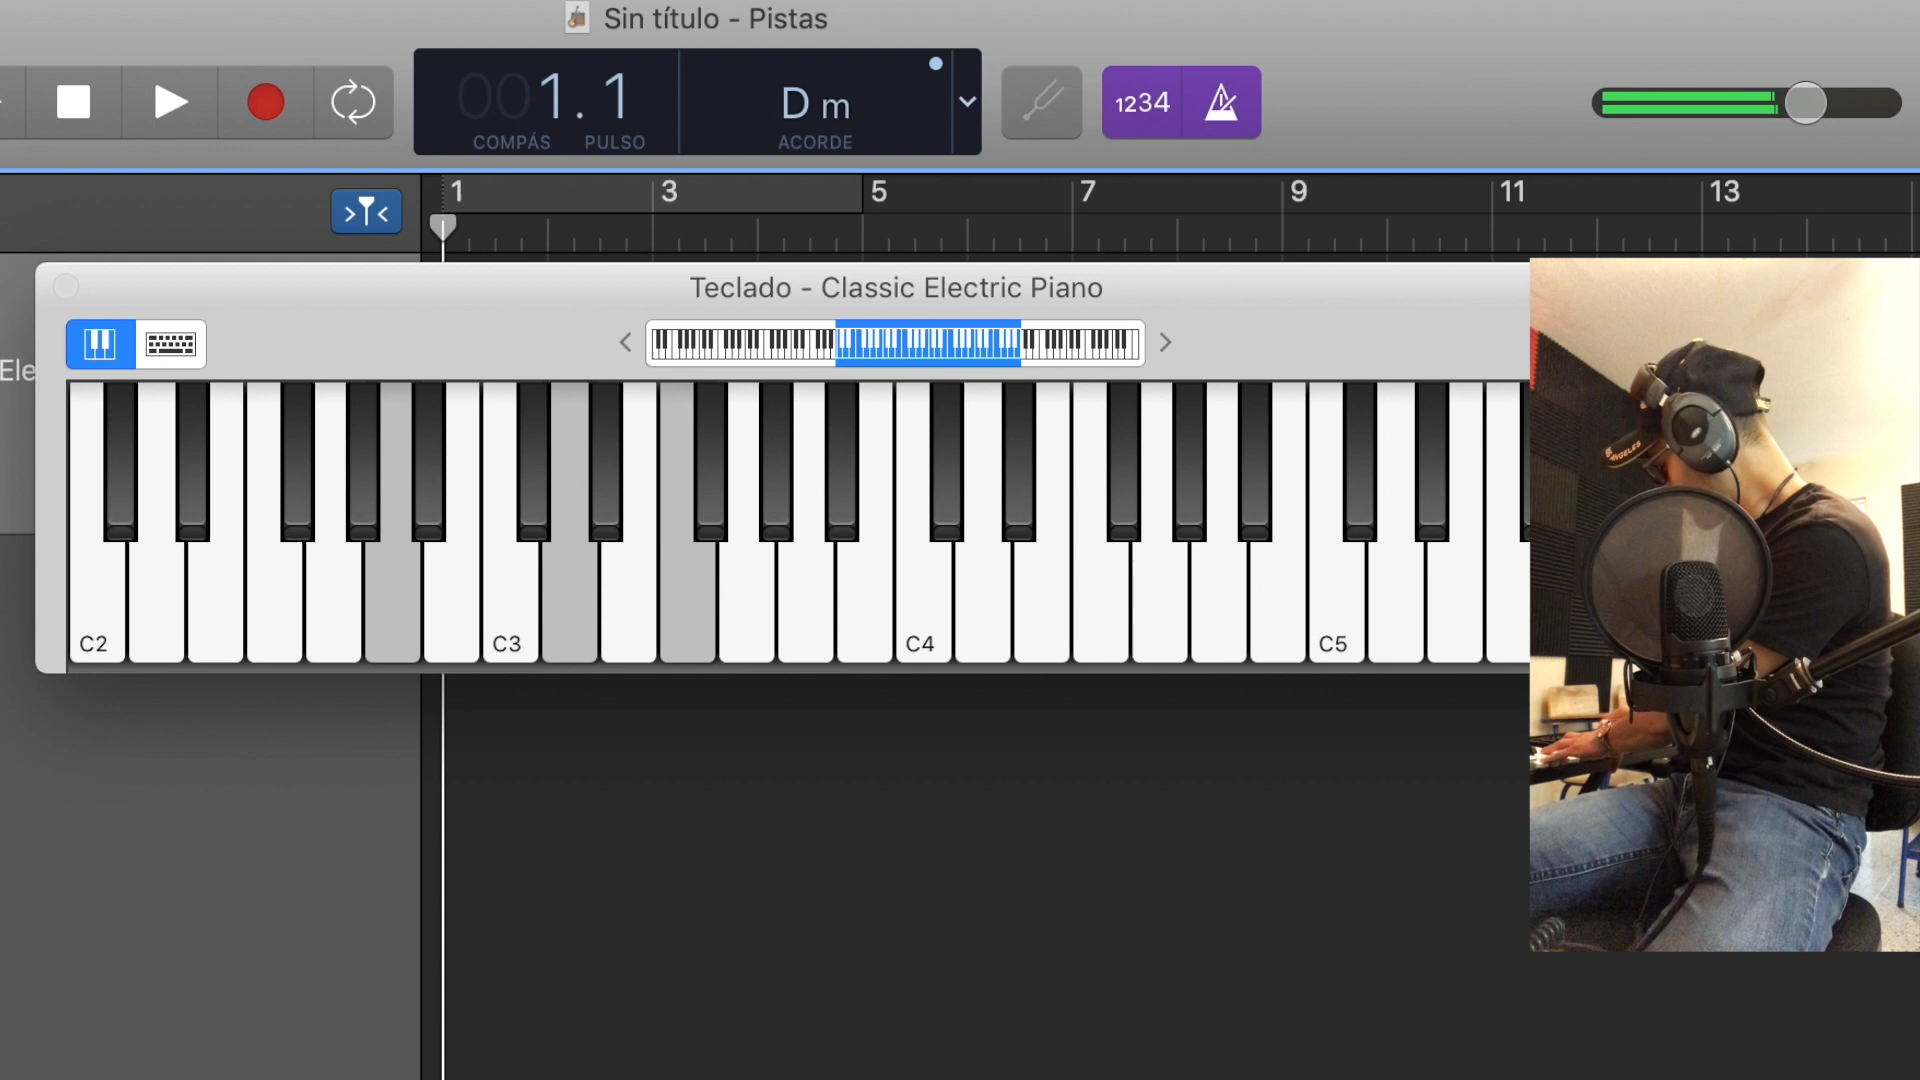 Sin título - Pistas
001. 1
D m
COMPÁS PULSO
ACORDE
1234
1 3 5 7 9 11 13
Teclado - Classic Electric Piano
Ele
C2 C3 C4 C5
ANGELES